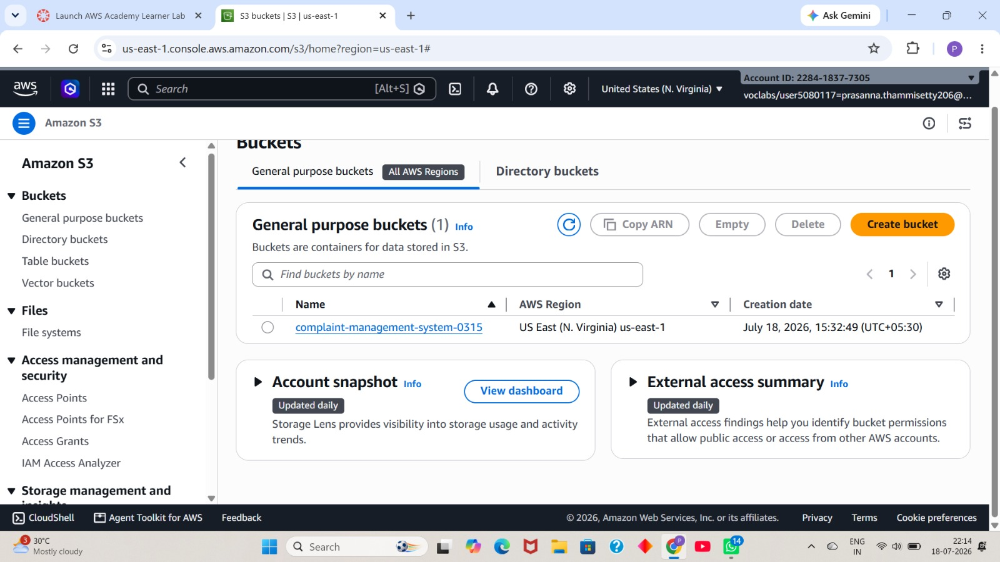 Launch AWS Academy Learner Lab
S3 buckets | S3 | us-east-1
Ask Gemini
us-east-1.console.aws.amazon.com/s3/home?region=us-east-1#
P
aws
Search
[Alt+S]
United States (N. Virginia)
Account ID: 2284-1837-7305
voclabs/user5080117=prasanna.thammisetty206@...
Amazon S3
Amazon S3
Buckets
General purpose buckets
Directory buckets
Table buckets
Vector buckets
Files
File systems
Access management and
security
Access Points
Access Points for FSx
Access Grants
IAM Access Analyzer
Storage management and
insights
Buckets
General purpose buckets
All AWS Regions
Directory buckets
General purpose buckets (1) Info
Copy ARN
Empty
Delete
Create bucket
Buckets are containers for data stored in S3.
Find buckets by name
1
Name
AWS Region
Creation date
complaint-management-system-0315
US East (N. Virginia) us-east-1
July 18, 2026, 15:32:49 (UTC+05:30)
Account snapshot Info
View dashboard
Updated daily
Storage Lens provides visibility into storage usage and activity
trends.
External access summary Info
Updated daily
External access findings help you identify bucket permissions
that allow public access or access from other AWS accounts.
CloudShell
Agent Toolkit for AWS
Feedback
© 2026, Amazon Web Services, Inc. or its affiliates.
Privacy
Terms
Cookie preferences
3
30°C
Mostly cloudy
Search
P
14
ENG
IN
22:14
18-07-2026